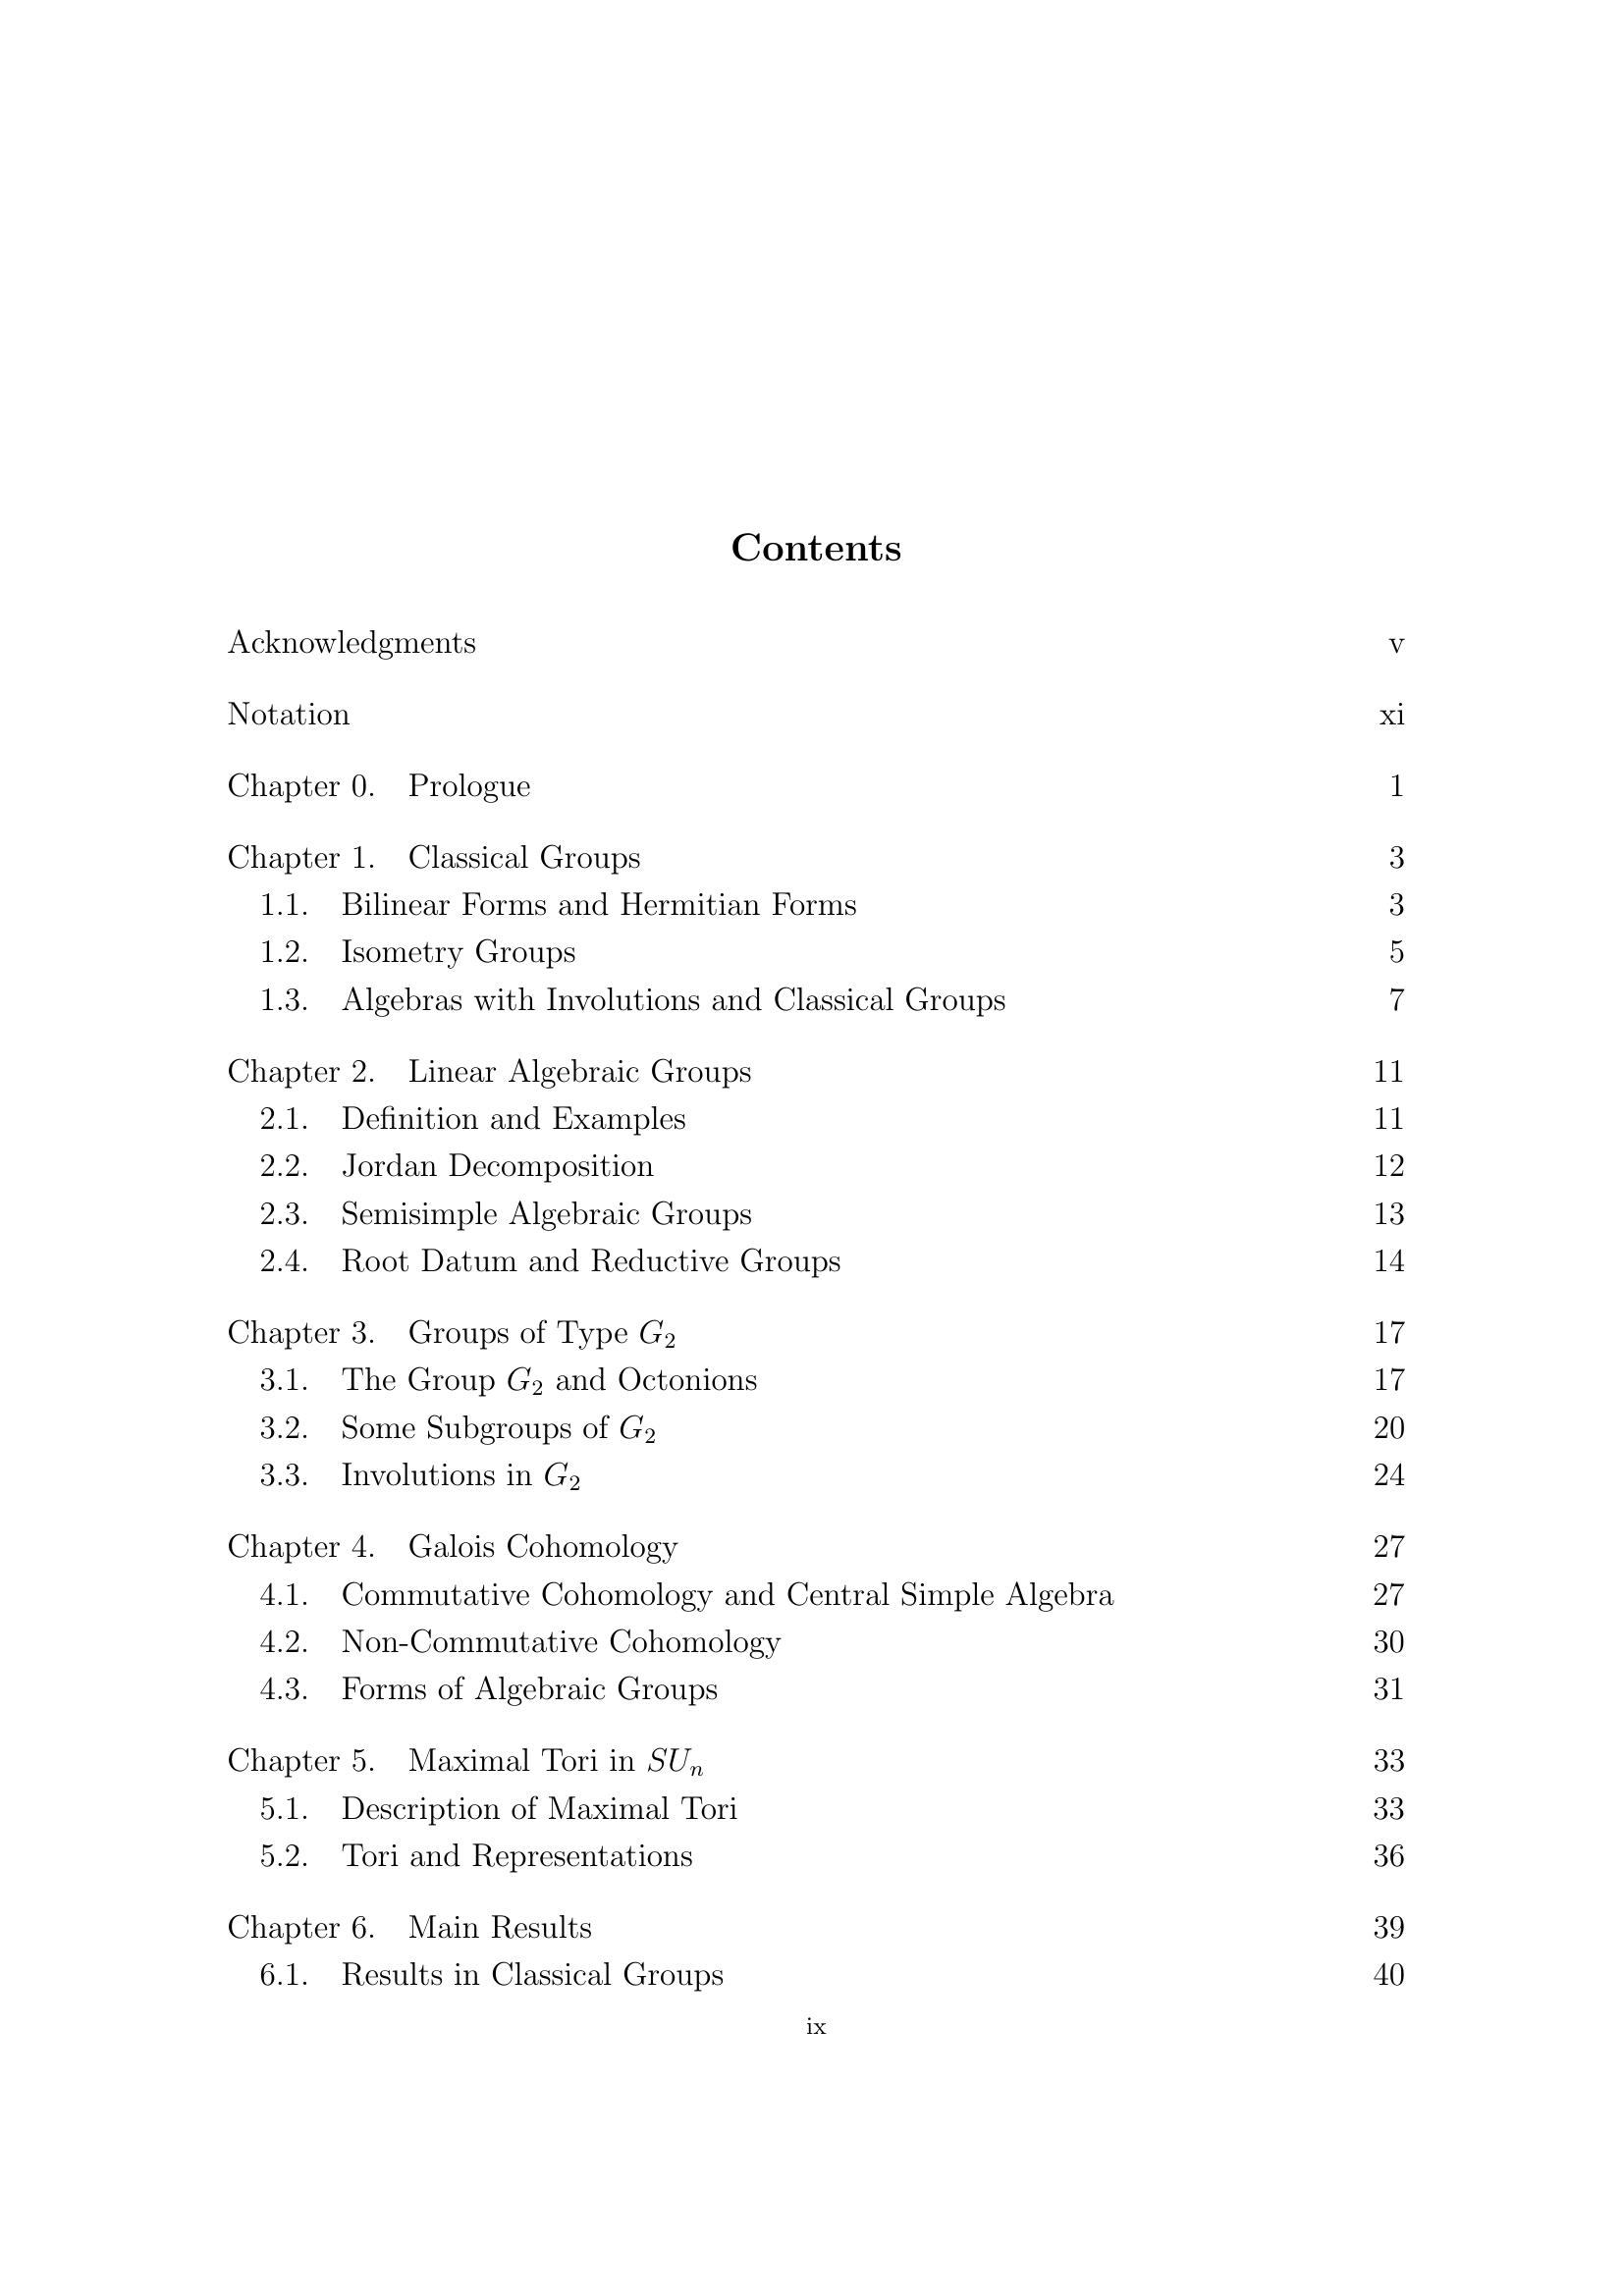 Contents
Acknowledgments v
Notation xi
Chapter 0. Prologue 1
Chapter 1. Classical Groups 3
1.1. Bilinear Forms and Hermitian Forms 3
1.2. Isometry Groups 5
1.3. Algebras with Involutions and Classical Groups 7
Chapter 2. Linear Algebraic Groups 11
2.1. Definition and Examples 11
2.2. Jordan Decomposition 12
2.3. Semisimple Algebraic Groups 13
2.4. Root Datum and Reductive Groups 14
Chapter 3. Groups of Type $G_2$ 17
3.1. The Group $G_2$ and Octonions 17
3.2. Some Subgroups of $G_2$ 20
3.3. Involutions in $G_2$ 24
Chapter 4. Galois Cohomology 27
4.1. Commutative Cohomology and Central Simple Algebra 27
4.2. Non-Commutative Cohomology 30
4.3. Forms of Algebraic Groups 31
Chapter 5. Maximal Tori in $SU_n$ 33
5.1. Description of Maximal Tori 33
5.2. Tori and Representations 36
Chapter 6. Main Results 39
6.1. Results in Classical Groups 40
ix